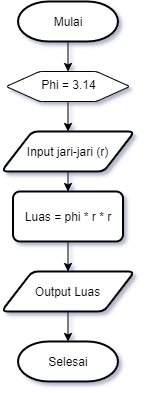 Mulai
Phi = 3.14
Input jari-jari (r)
Luas = phi * r * r
Output Luas
Selesai